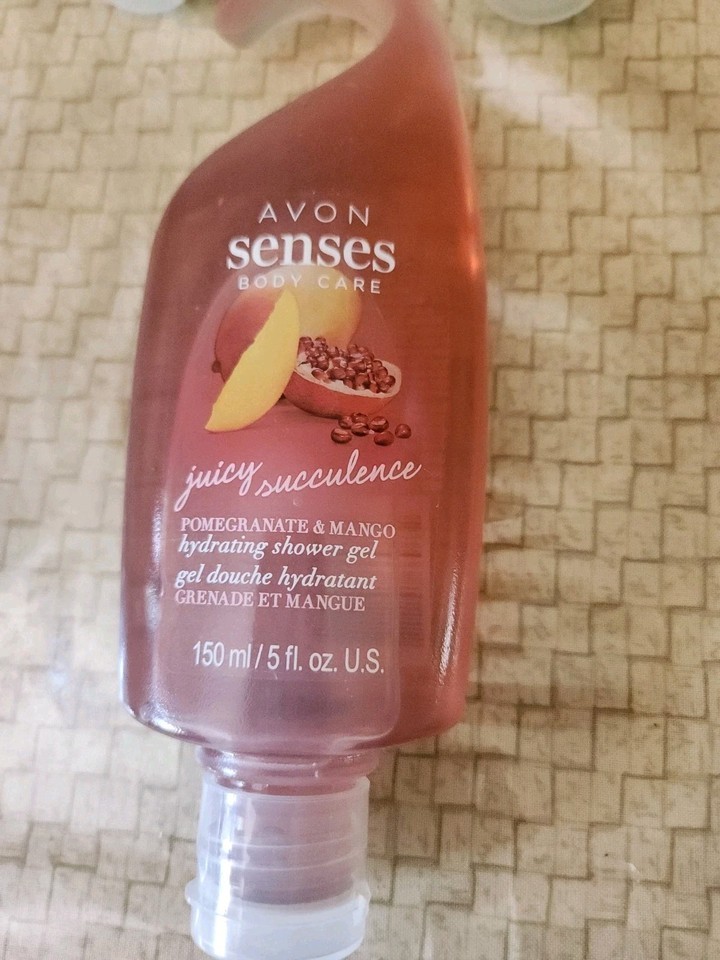 AVON
senses
BODY CARE
juicy succulence
POMEGRANATE & MANGO
hydrating shower gel
gel douche hydratant
GRENADE ET MANGUE
150 ml / 5 fl. oz. U.S.